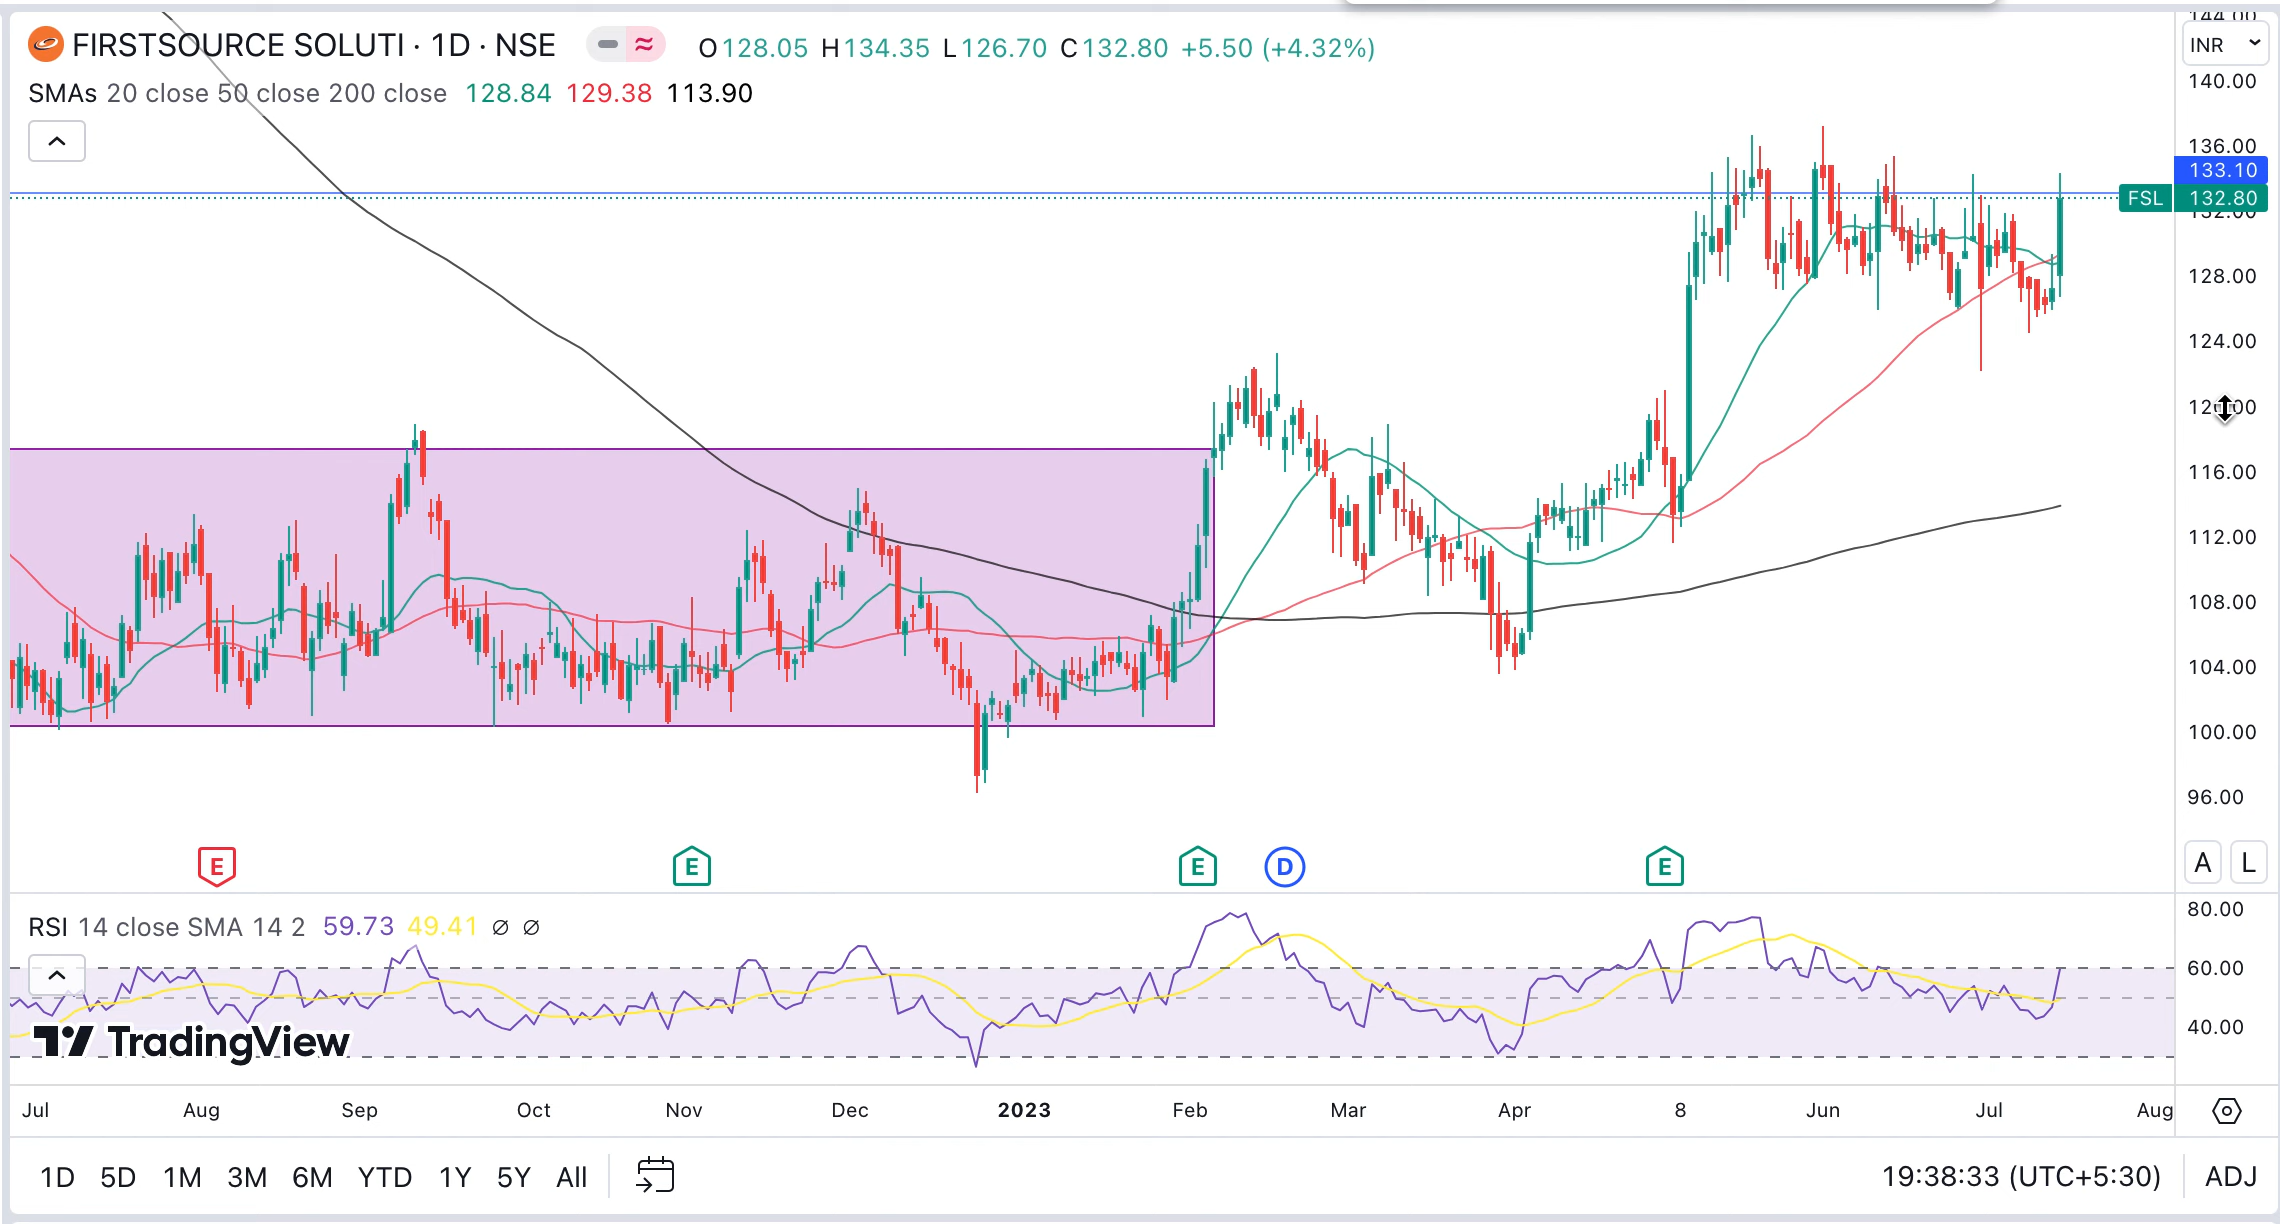 144.00
FIRSTSOURCE SOLUTI · 1D · NSE O128.05 H134.35 L126.70 C132.80 +5.50 (+4.32%)
INR
SMAs 20 close 50 close 200 close 128.84 129.38 113.90
140.00
136.00
133.10
FSL 132.80
132.00
128.00
124.00
116.00
112.00
108.00
104.00
100.00
96.00
E E E D E
A L
80.00
RSI 14 close SMA 14 2 59.73 49.41 ∅ ∅
60.00
40.00
TradingView
Jul Aug Sep Oct Nov Dec 2023 Feb Mar Apr 8 Jun Jul Aug
1D 5D 1M 3M 6M YTD 1Y 5Y All 19:38:33 (UTC+5:30) ADJ